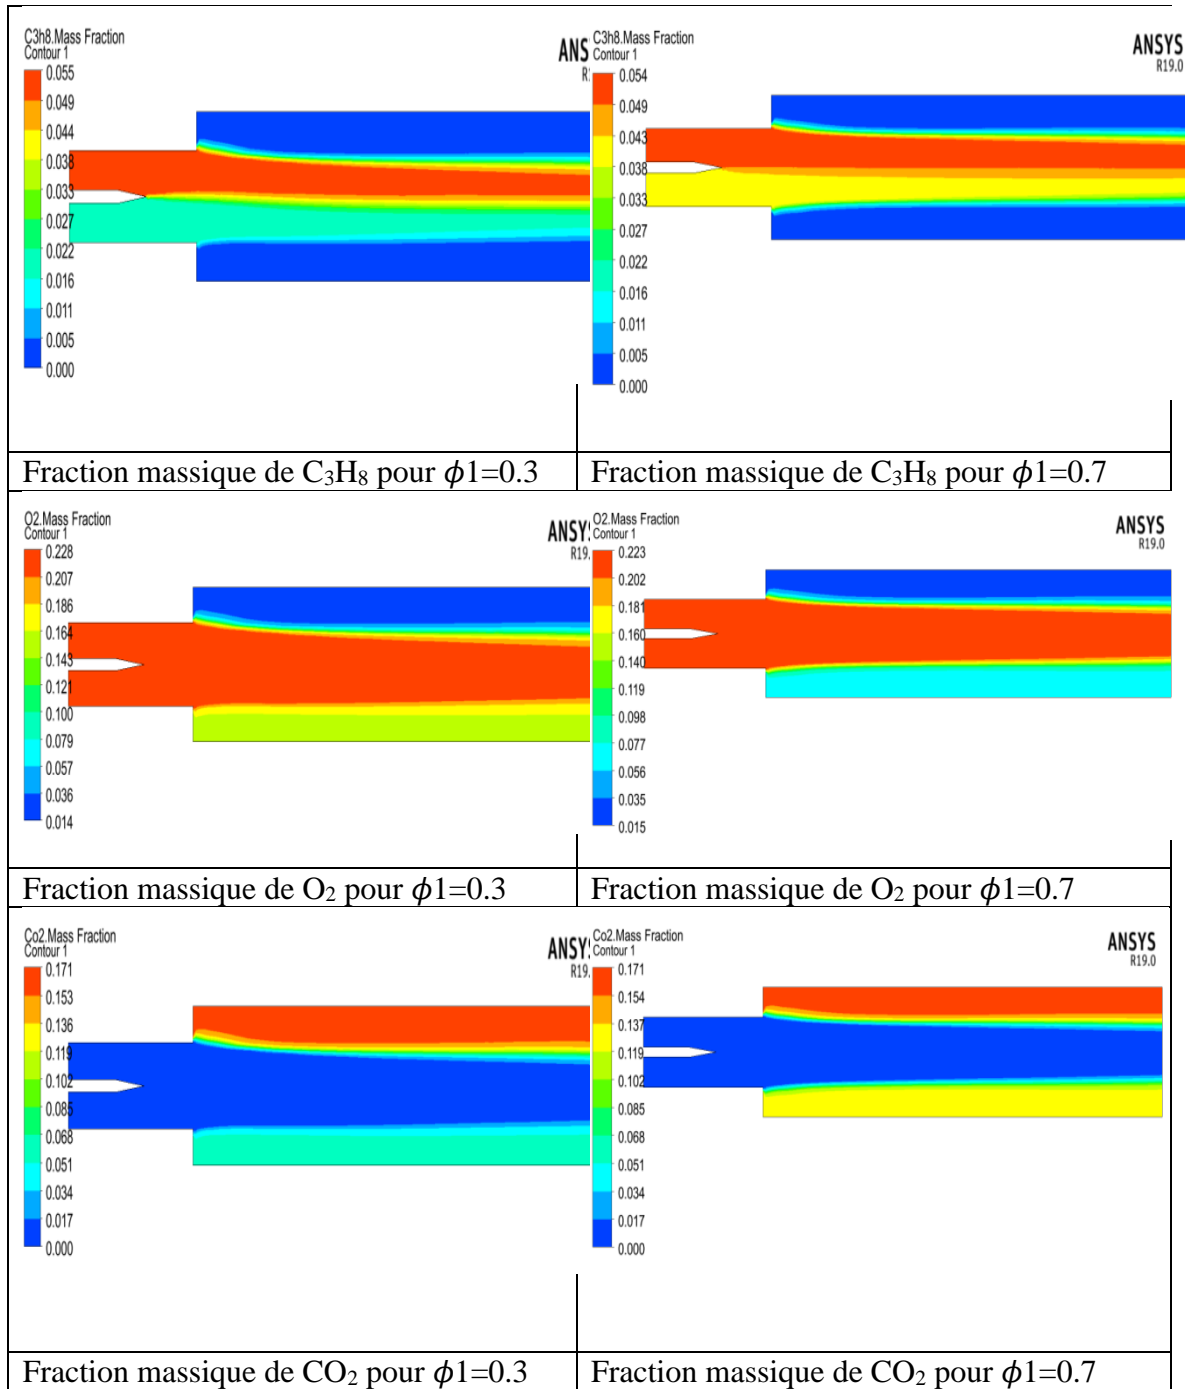 C3h8.Mass Fraction
Contour 1
ANS
R
0.055
0.049
0.044
0.038
0.033
0.027
0.022
0.016
0.011
0.005
0.000
C3h8.Mass Fraction
Contour 1
ANSYS
R19.0
0.054
0.049
0.043
0.038
0.033
0.027
0.022
0.016
0.011
0.005
0.000
Fraction massique de C₃H₈ pour ϕ1=0.3
Fraction massique de C₃H₈ pour ϕ1=0.7
O2.Mass Fraction
Contour 1
ANSY
R19.
0.228
0.207
0.186
0.164
0.143
0.121
0.100
0.079
0.057
0.036
0.014
O2.Mass Fraction
Contour 1
ANSYS
R19.0
0.223
0.202
0.181
0.160
0.140
0.119
0.098
0.077
0.056
0.035
0.015
Fraction massique de O₂ pour ϕ1=0.3
Fraction massique de O₂ pour ϕ1=0.7
Co2.Mass Fraction
Contour 1
ANSY
R19.
0.171
0.153
0.136
0.119
0.102
0.085
0.068
0.051
0.034
0.017
0.000
Co2.Mass Fraction
Contour 1
ANSYS
R19.0
0.171
0.154
0.137
0.119
0.102
0.085
0.068
0.051
0.034
0.017
0.000
Fraction massique de CO₂ pour ϕ1=0.3
Fraction massique de CO₂ pour ϕ1=0.7